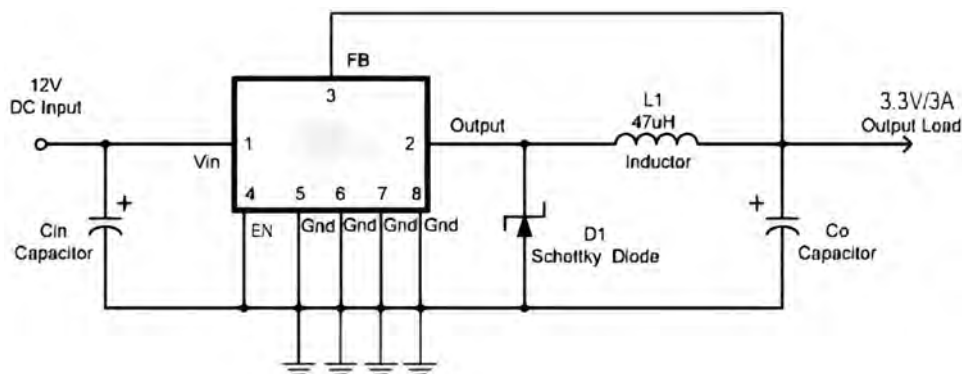 FB
12V
DC Input
3
L1
47uH
3.3V/3A
Output Load
Output
Vin
1
2
Inductor
4
5
6
7
8
+
EN
Gnd
Gnd
Gnd
Gnd
+
Cin
Capacitor
D1
Schottky Diode
Co
Capacitor